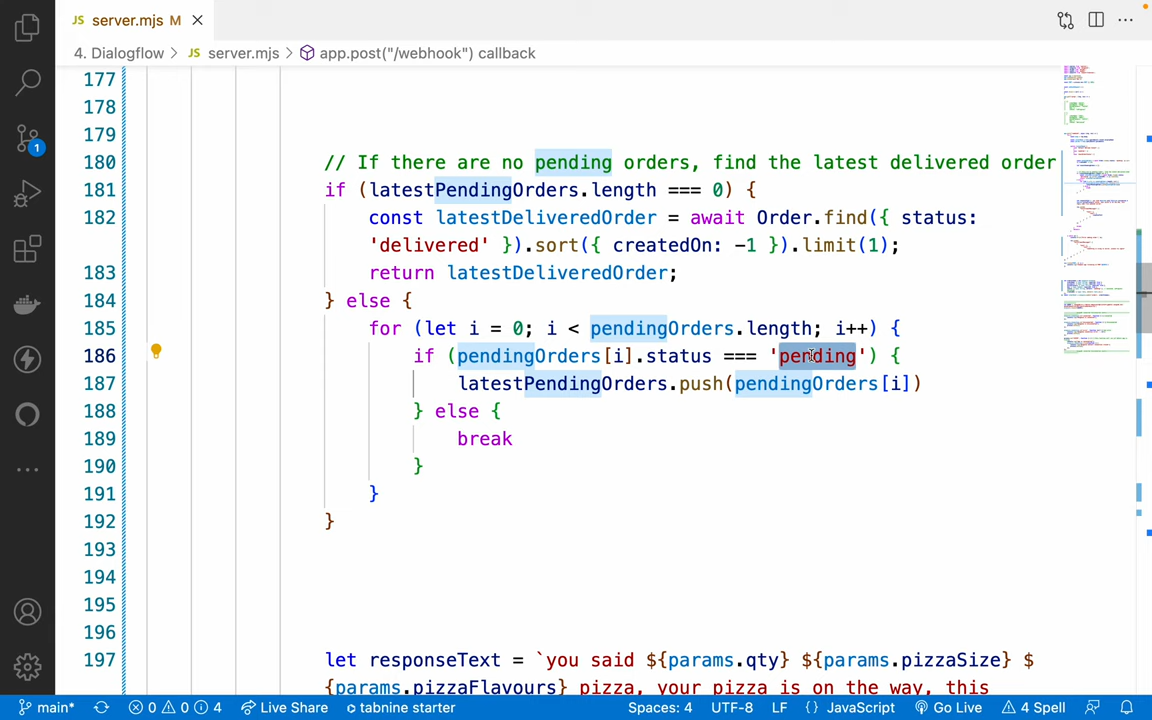 JS server.mjs M
4. Dialogflow > JS server.mjs > app.post("/webhook") callback
177
178
179
180 // If there are no pending orders, find the latest delivered order
181 if (latestPendingOrders.length === 0) {
182 const latestDeliveredOrder = await Order.find({ status:
'delivered' }).sort({ createdOn: -1 }).limit(1);
183 return latestDeliveredOrder;
184 } else {
185 for (let i = 0; i < pendingOrders.length; i++) {
186 if (pendingOrders[i].status === 'pending') {
187 latestPendingOrders.push(pendingOrders[i])
188 } else {
189 break
190 }
191 }
192 }
193
194
195
196
197 let responseText = `you said ${params.qty} ${params.pizzaSize} $
{params.pizzaFlavours} pizza, your pizza is on the way, this
1
main* 0 0 4 Live Share tabnine starter Spaces: 4 UTF-8 LF {} JavaScript Go Live 4 Spell